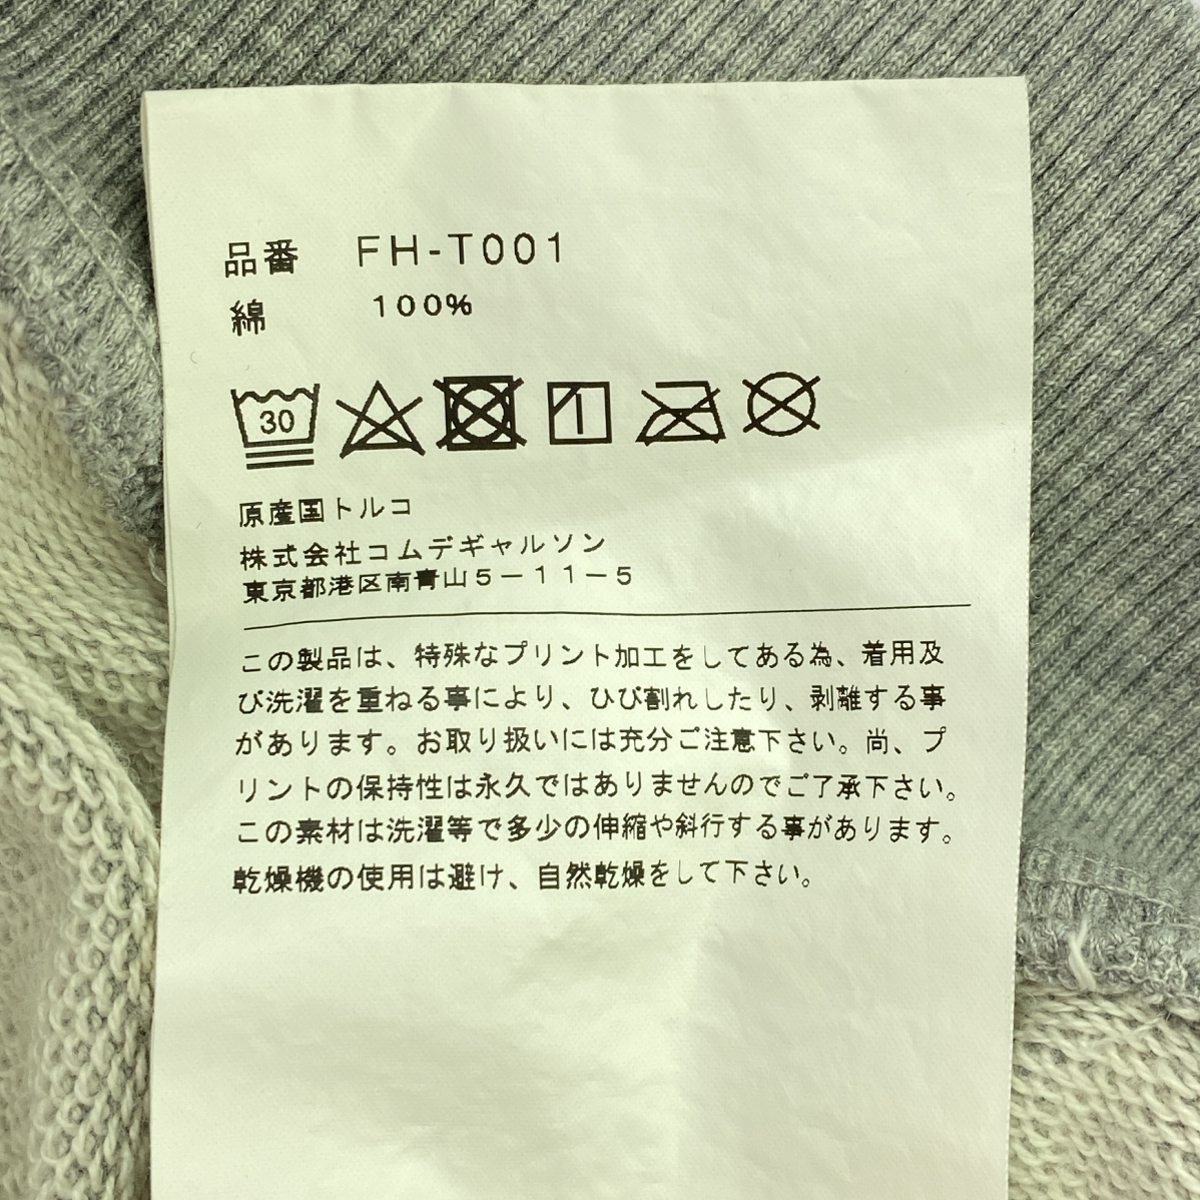 品番 FH-T001
綿 100%
30
原産国トルコ
株式会社コムデギャルソン
東京都港区南青山5-11-5
この製品は、特殊なプリント加工をしてある為、着用及
び洗濯を重ねる事により、ひび割れしたり、剥離する事
があります。お取り扱いには充分ご注意下さい。尚、プ
リントの保持性は永久ではありませんのでご了承下さい。
この素材は洗濯等で多少の伸縮や斜行する事があります。
乾燥機の使用は避け、自然乾燥をして下さい。